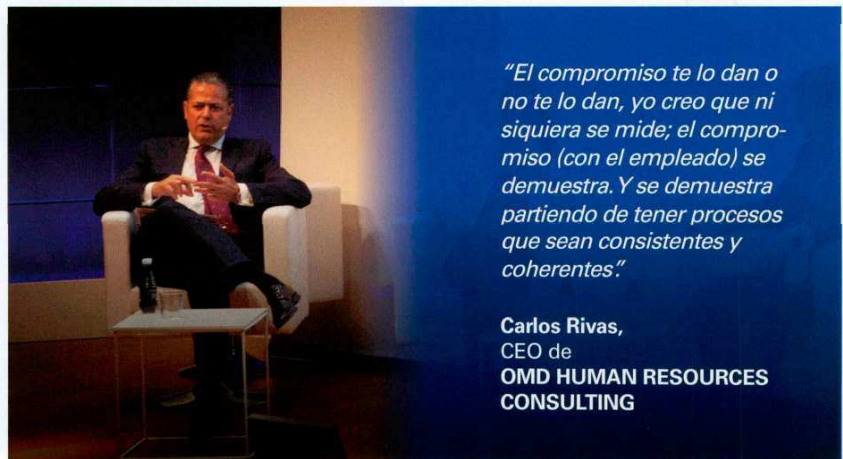 “El compromiso te lo dan o
no te lo dan, yo creo que ni
siquiera se mide; el compro-
miso (con el empleado) se
demuestra. Y se demuestra
partiendo de tener procesos
que sean consistentes y
coherentes”.
Carlos Rivas,
CEO de
OMD HUMAN RESOURCES
CONSULTING